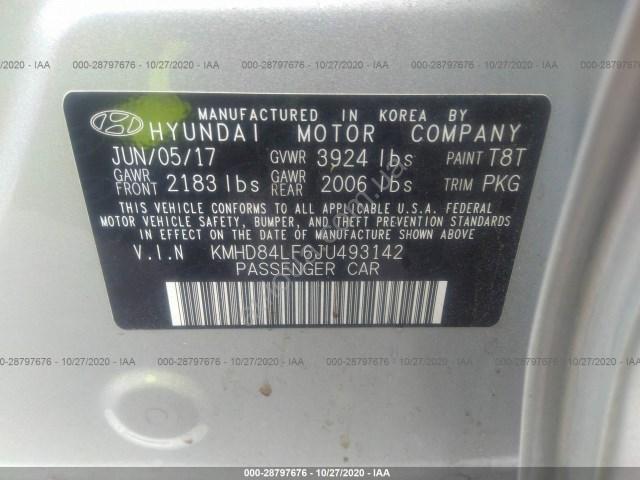 000-28797676 - 10/27/2020 - IAA
MANUFACTURED IN KOREA BY
HYUNDAI MOTOR COMPANY
JUN/05/17 GVWR 3924 lbs PAINT T8T
GAWR FRONT 2183 lbs GAWR REAR 2006 lbs TRIM PKG
THIS VEHICLE CONFORMS TO ALL APPLICABLE U.S.A. FEDERAL
MOTOR VEHICLE SAFETY, BUMPER, AND THEFT PREVENTION STANDARDS
IN EFFECT ON THE DATE OF MANUFACTURE SHOWN ABOVE
V.I.N KMHD84LF6JU493142
PASSENGER CAR
000-28797676 - 10/27/2020 - IAA
000-28797676 - 10/27/2020 - IAA